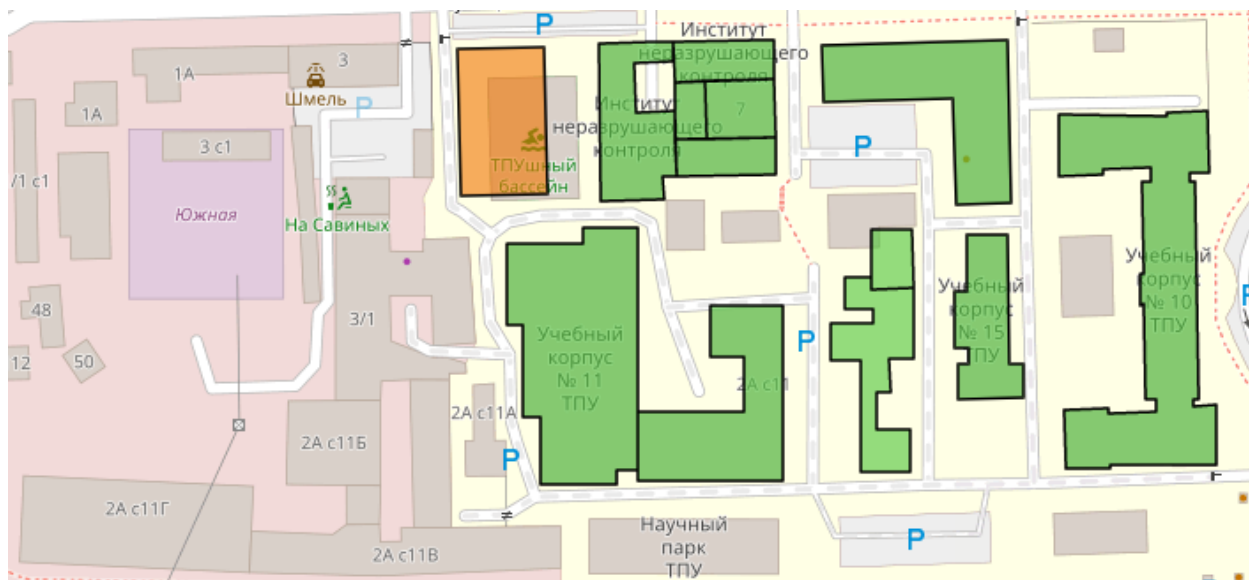 P
3
1А
Шмель
P
1А
3 с1
/1 с1
Южная
На Савиных
48
50
12
3/1
2А с11Б
2А с11А
2А с11Г
2А с11В
P
ТПУшный
бассейн
Институт
неразрушающего
контроля
Институт
неразрушающего
контроля
7
P
Учебный
корпус
№ 11
ТПУ
2А с11
P
Учебный
корпус
№ 15
ТПУ
Учебный
корпус
№ 10
ТПУ
P
Научный
парк
ТПУ
P